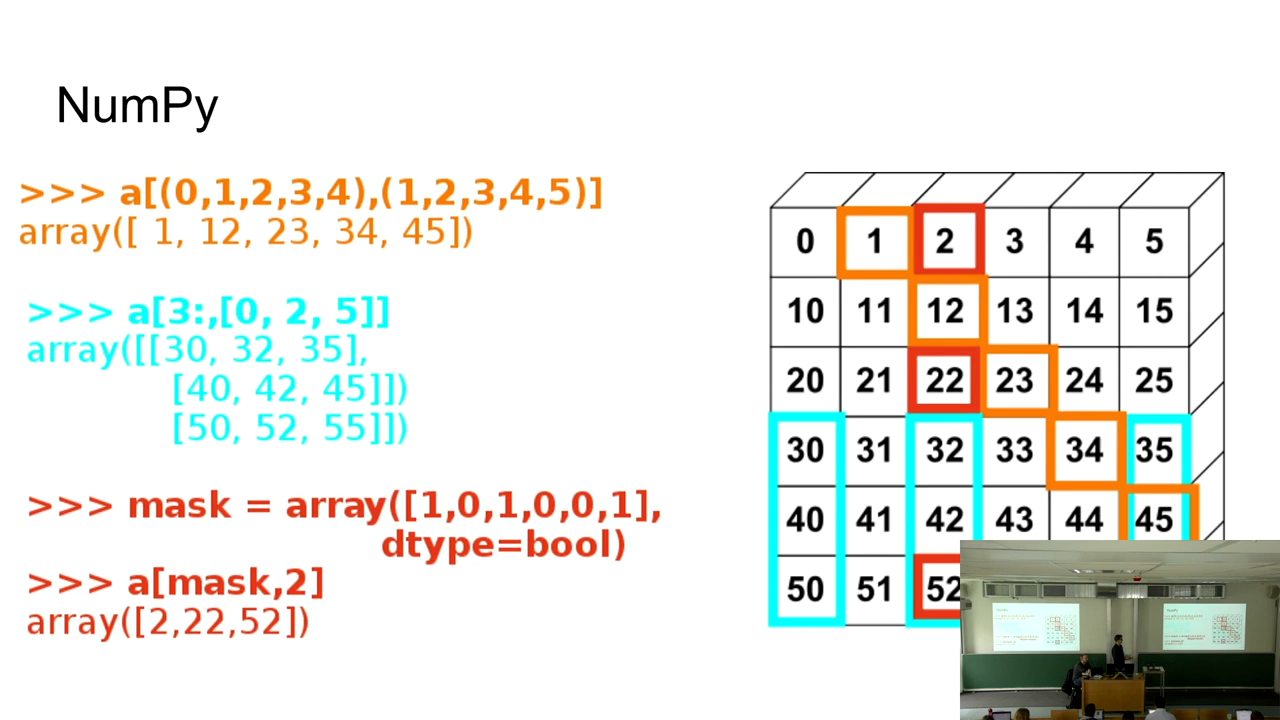 NumPy
>>> a[(0,1,2,3,4),(1,2,3,4,5)]
array([ 1, 12, 23, 34, 45])
>>> a[3:,[0, 2, 5]]
array([[30, 32, 35],
[40, 42, 45]])
[50, 52, 55]])
>>> mask = array([1,0,1,0,0,1],
dtype=bool)
>>> a[mask,2]
array([2,22,52])
0 1 2 3 4 5
10 11 12 13 14 15
20 21 22 23 24 25
30 31 32 33 34 35
40 41 42 43 44 45
50 51 52
NumPy
NumPy